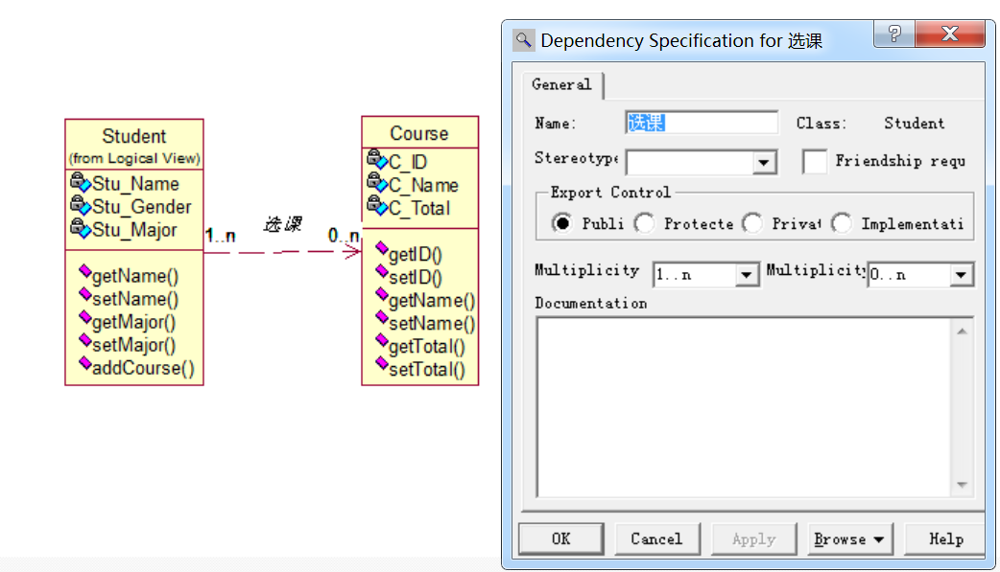 Student
(from Logical View)
Stu_Name
Stu_Gender
Stu_Major
getName()
setName()
getMajor()
setMajor()
addCourse()
1..n
选课
0..n
Course
C_ID
C_Name
C_Total
getID()
setID()
getName()
setName()
getTotal()
setTotal()
Dependency Specification for 选课
General
Name: 选课 Class: Student
Stereotype Friendship requ
Export Control
Publi Protecte Privat Implementati
Multiplicity 1..n Multiplicity 0..n
Documentation
OK Cancel Apply Browse Help